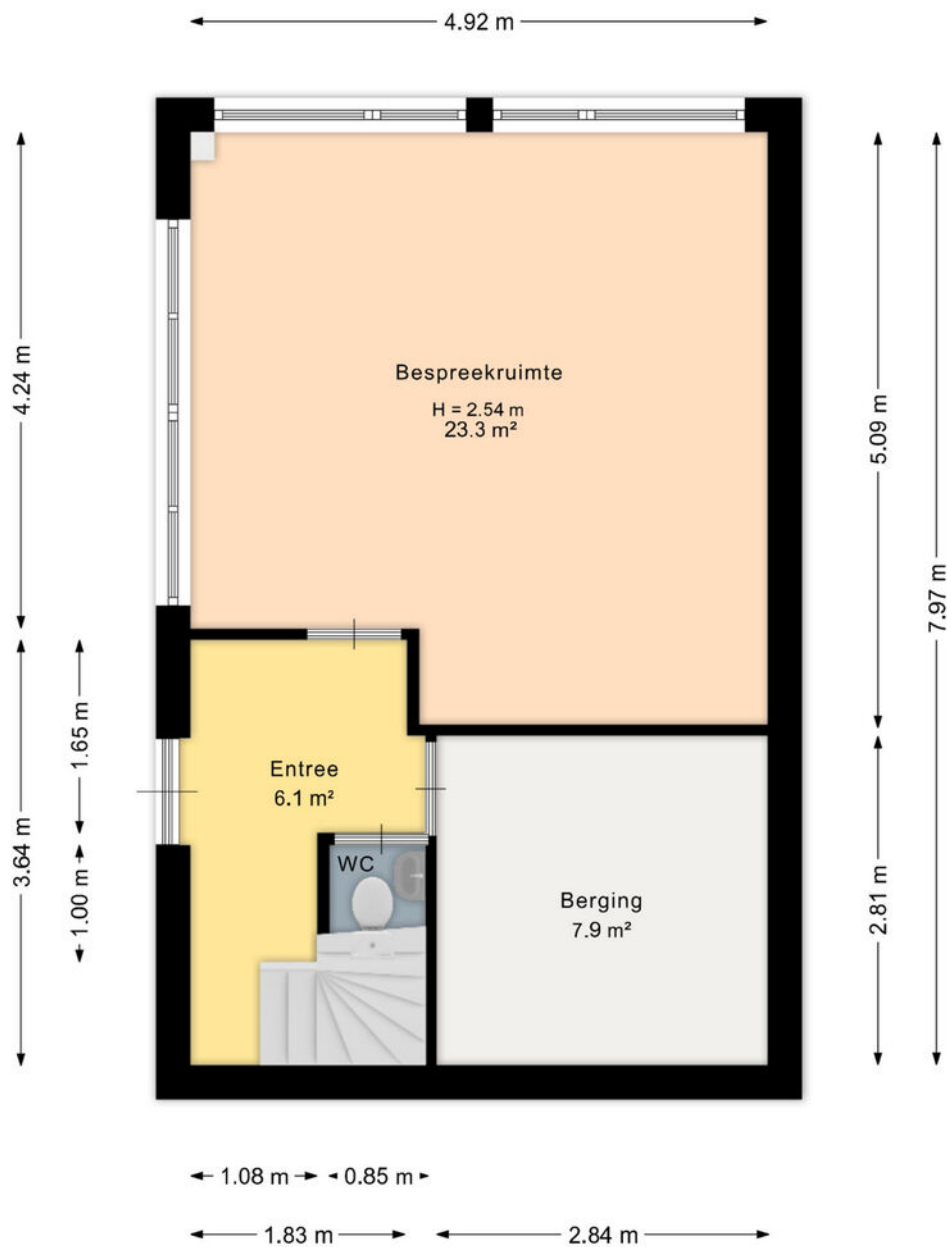 4.92 m
4.24 m
Bespreekruimte
H = 2.54 m
23.3 m²
5.09 m
7.97 m
1.65 m
Entree
6.1 m²
3.64 m
1.00 m
WC
Berging
7.9 m²
2.81 m
1.08 m
0.85 m
1.83 m
2.84 m